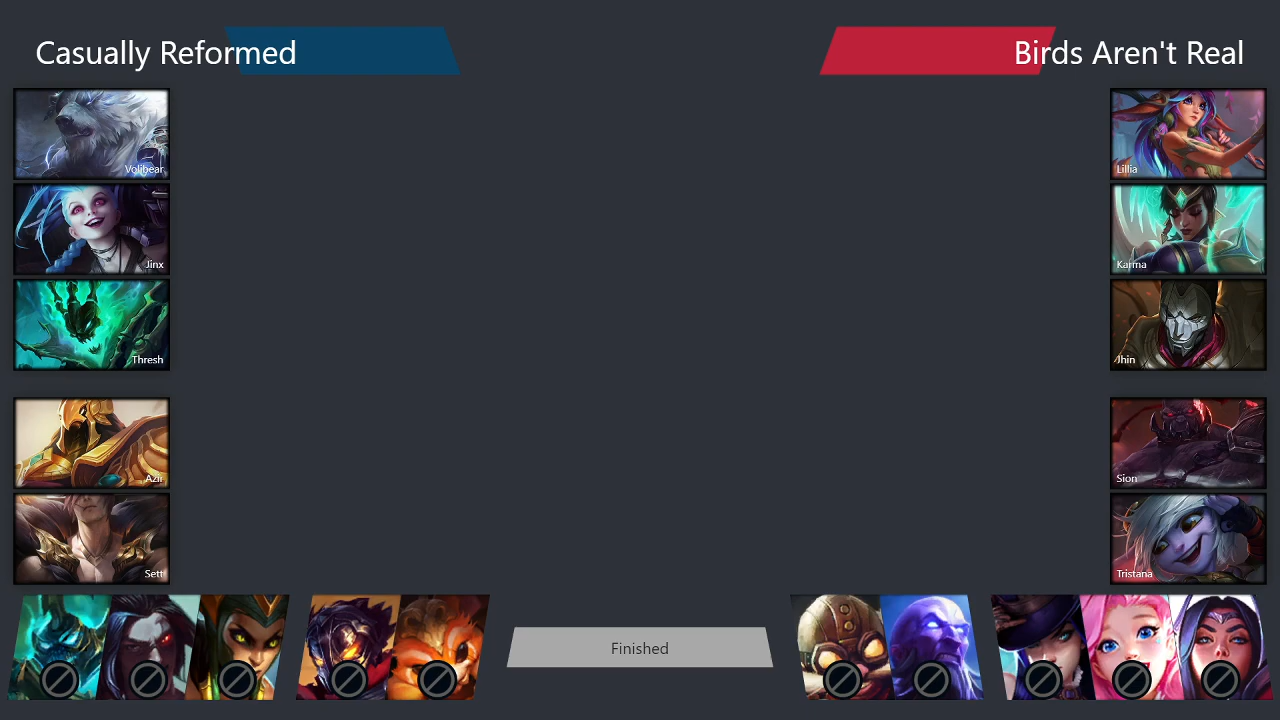 Casually Reformed
Birds Aren't Real
Volibear
Jinx
Thresh
Azir
Sett
Lillia
Karma
Jhin
Sion
Tristana
Finished